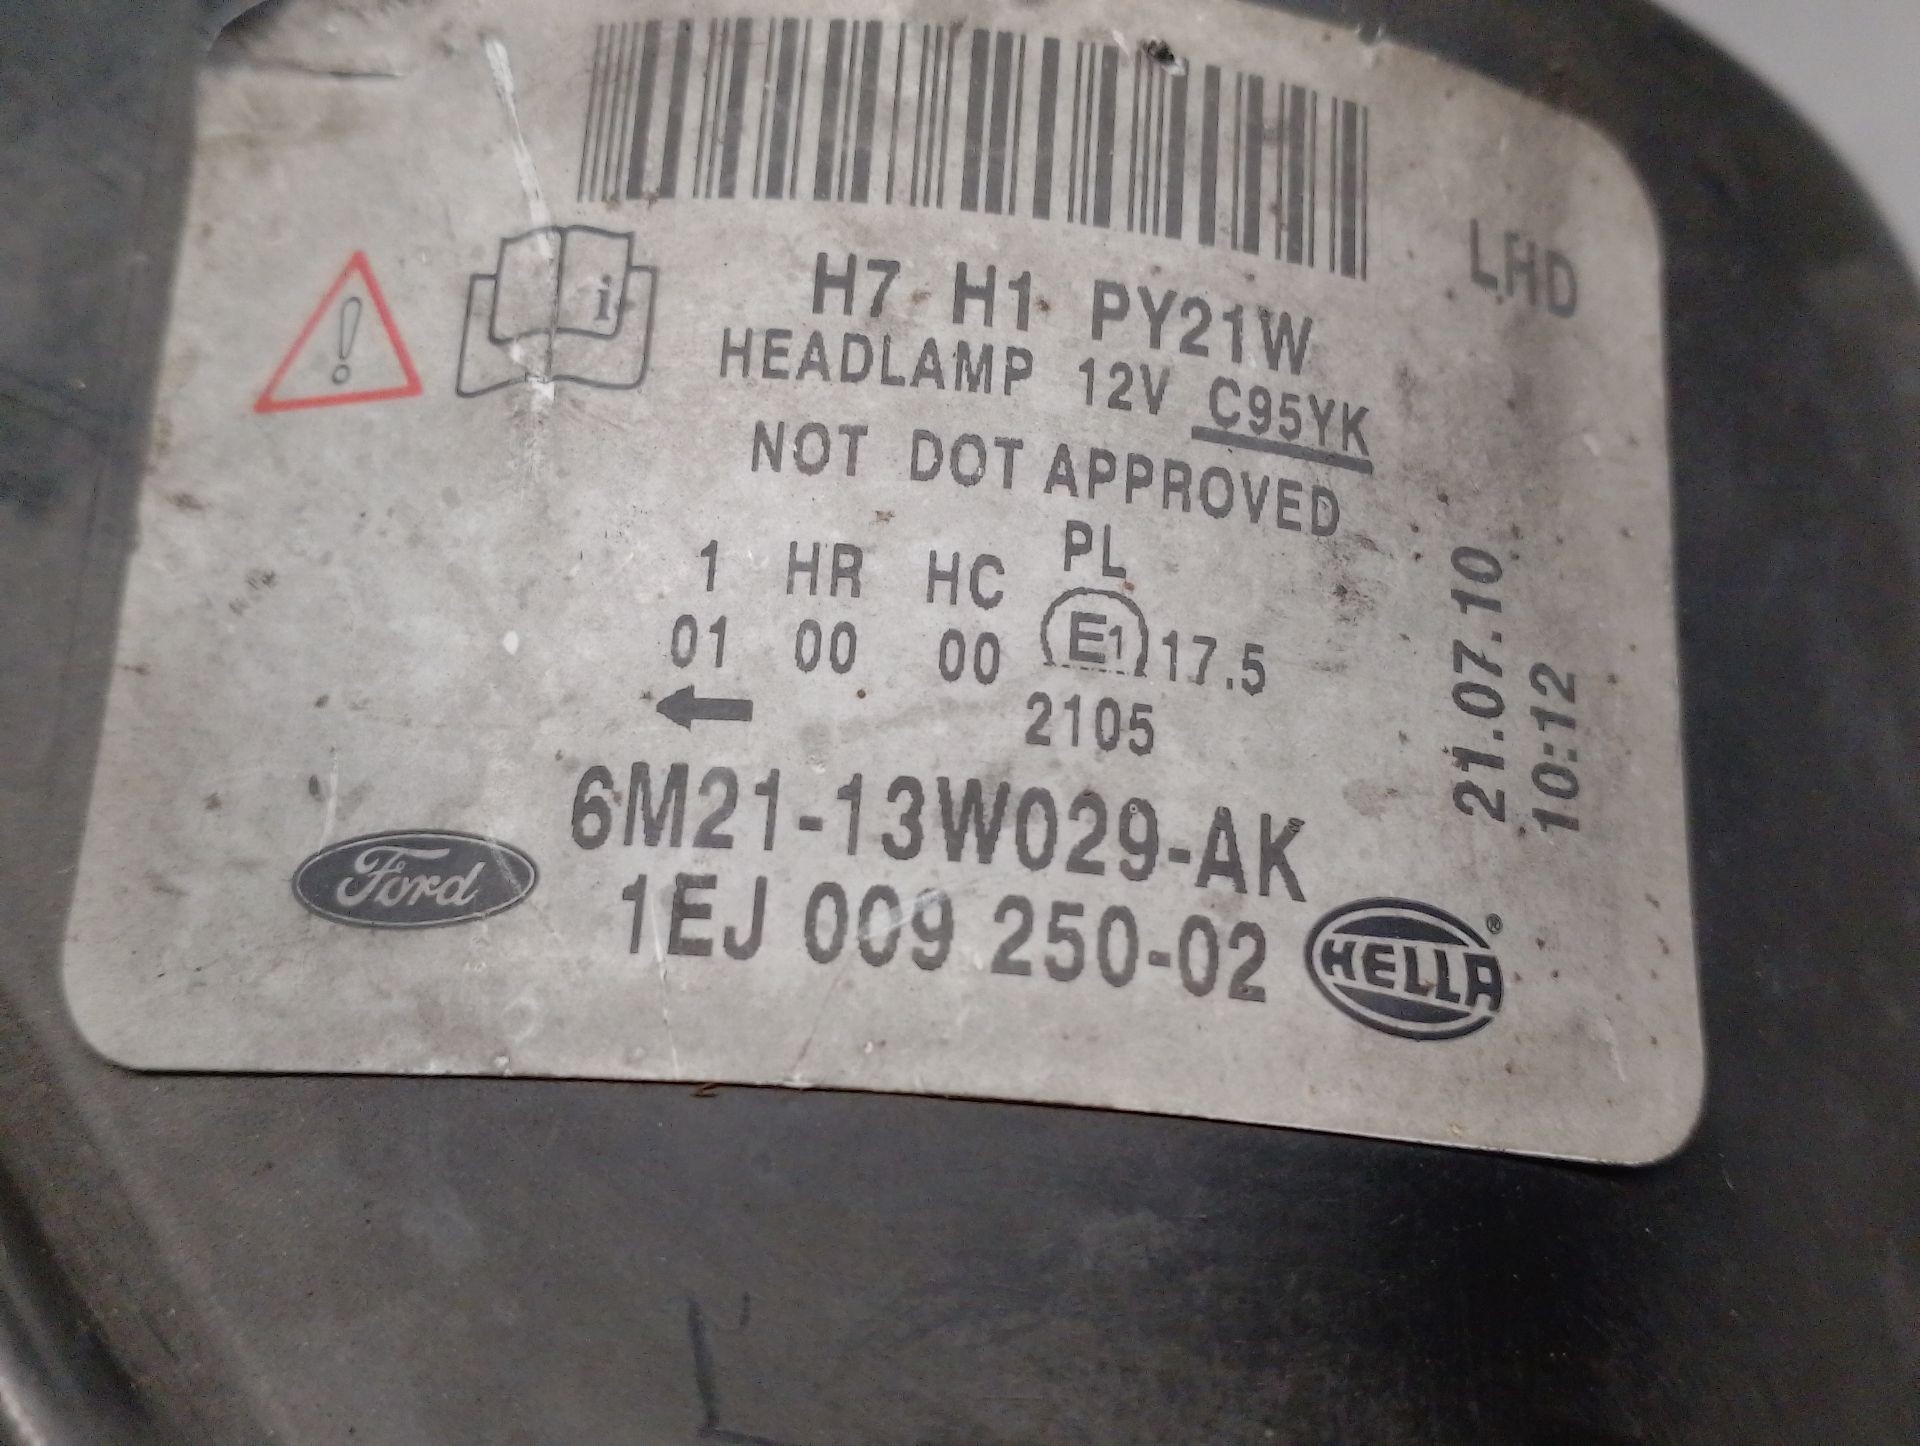 LHD
i
H7 H1 PY21W
HEADLAMP 12V C95YK
NOT DOT APPROVED
1 HR HC PL
01 00 00 E1 17.5
2105
21.07.10
10:12
6M21-13W029-AK
Ford
1EJ 009 250-02
HELLA®